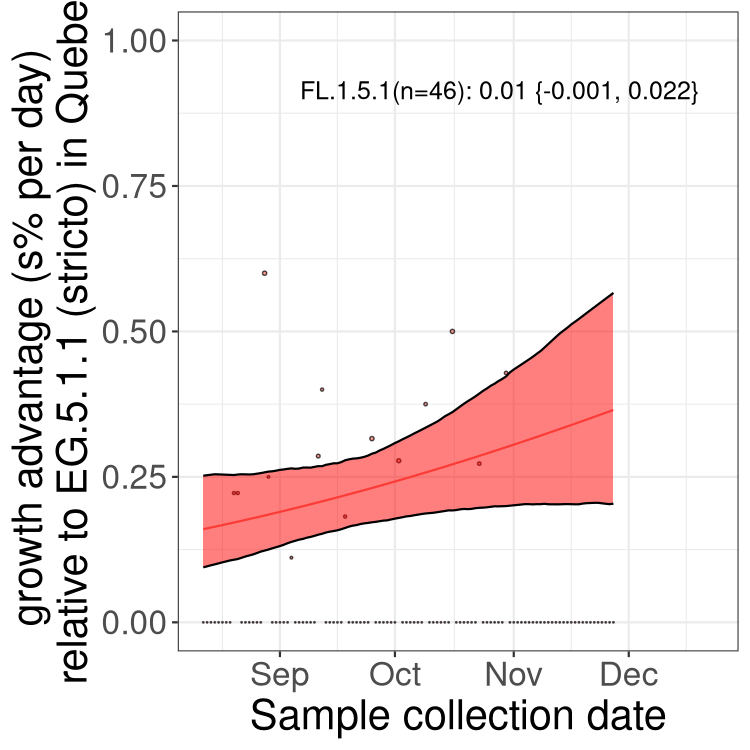 growth advantage (s% per day)
relative to EG.5.1.1 (stricto) in Quebe
1.00
0.75
0.50
0.25
0.00
FL.1.5.1(n=46): 0.01 {-0.001, 0.022}
Sep Oct Nov Dec
Sample collection date